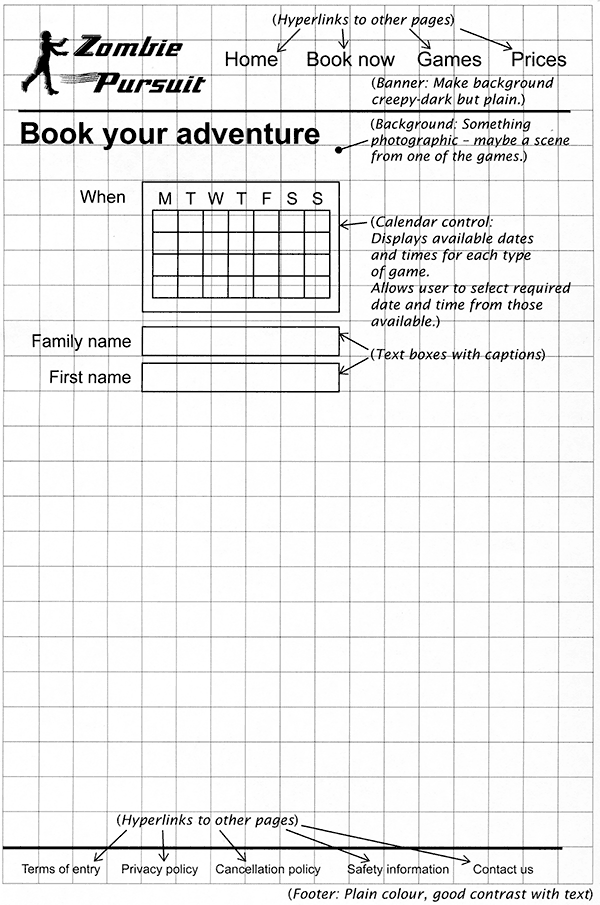 (Hyperlinks to other pages)
Zombie
Pursuit
Home Book now Games Prices
(Banner: Make background
creepy-dark but plain.)
Book your adventure
(Background: Something
photographic – maybe a scene
from one of the games.)
When
M T W T F S S
(Calendar control:
Displays available dates
and times for each type
of game.
Allows user to select required
date and time from those
available.)
Family name
(Text boxes with captions)
First name
(Hyperlinks to other pages)
Terms of entry Privacy policy Cancellation policy Safety information Contact us
(Footer: Plain colour, good contrast with text)